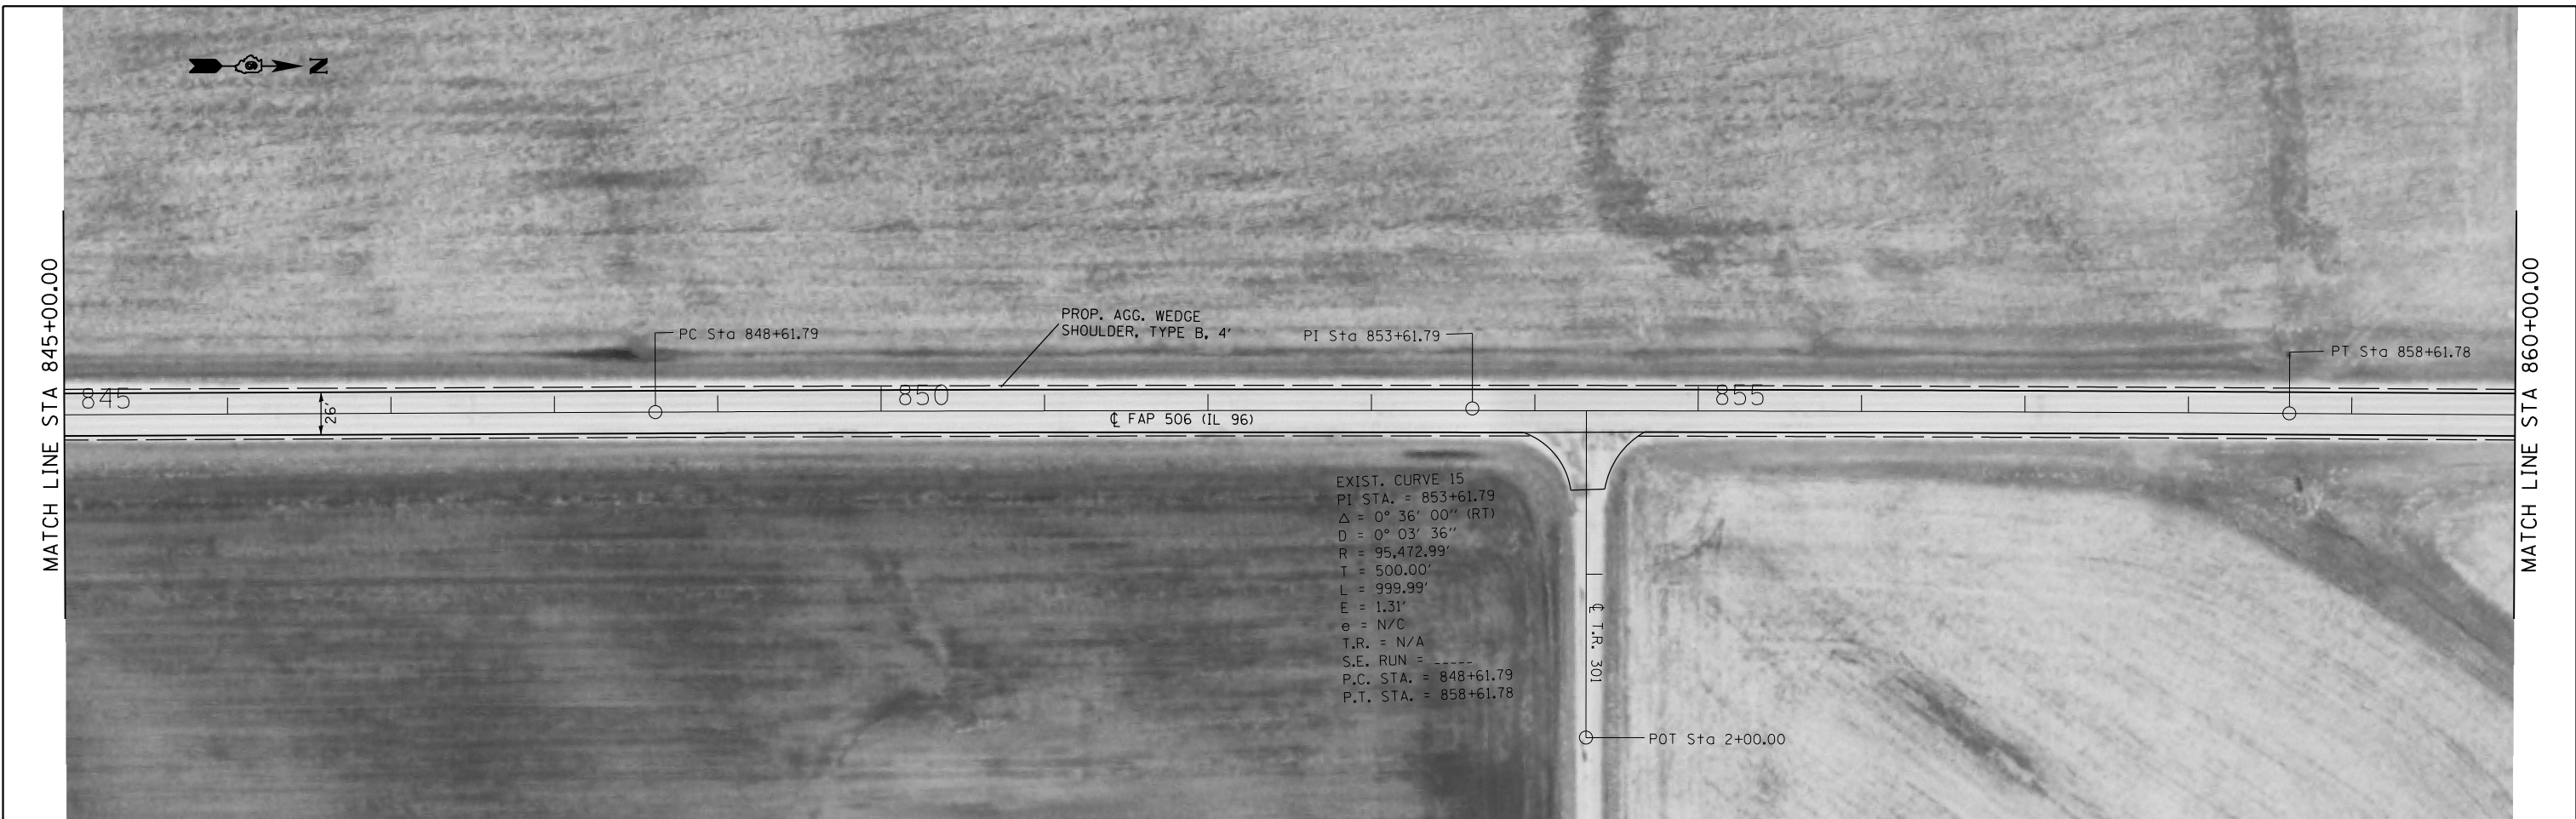 N
MATCH LINE STA 845+00.00
MATCH LINE STA 860+00.00
PROP. AGG. WEDGE
SHOULDER, TYPE B, 4'
PC Sta 848+61.79
PI Sta 853+61.79
PT Sta 858+61.78
845
850
855
26'
℄ FAP 506 (IL 96)
EXIST. CURVE 15
PI STA. = 853+61.79
△ = 0° 36' 00" (RT)
D = 0° 03' 36"
R = 95,472.99'
T = 500.00'
L = 999.99'
E = 1.31'
e = N/C
T.R. = N/A
S.E. RUN = _____
P.C. STA. = 848+61.79
P.T. STA. = 858+61.78
℄ T.R. 301
POT Sta 2+00.00